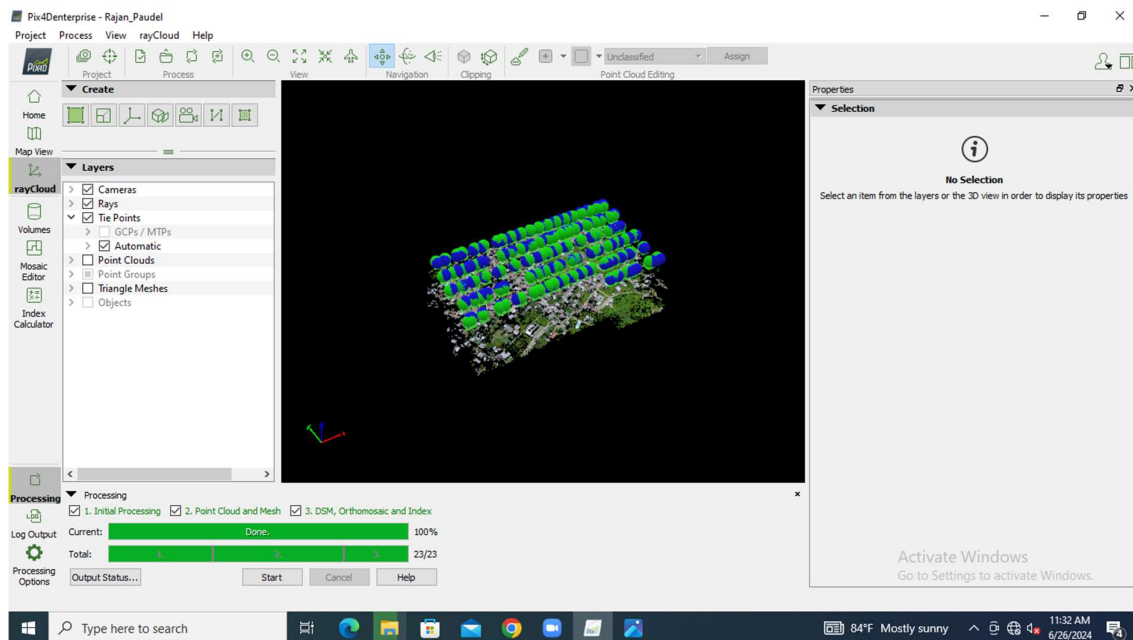 Pix4Denterprise - Rajan_Paudel
Project Process View rayCloud Help
PIX4D
Project Process View Navigation Clipping Point Cloud Editing
Unclassified Assign
Home
Map View
rayCloud
Volumes
Mosaic
Editor
Index
Calculator
Create
Layers
Cameras
Rays
Tie Points
GCPs / MTPs
Automatic
Point Clouds
Point Groups
Triangle Meshes
Objects
Properties
Selection
No Selection
Select an item from the layers or the 3D view in order to display its properties
Processing
Log Output
Processing
Options
Processing
1. Initial Processing 2. Point Cloud and Mesh 3. DSM, Orthomosaic and Index
Current: Done. 100%
Total: 1. 2. 3. 23/23
Output Status... Start Cancel Help
Activate Windows
Go to Settings to activate Windows.
Type here to search
84°F Mostly sunny
11:32 AM
6/26/2024
4